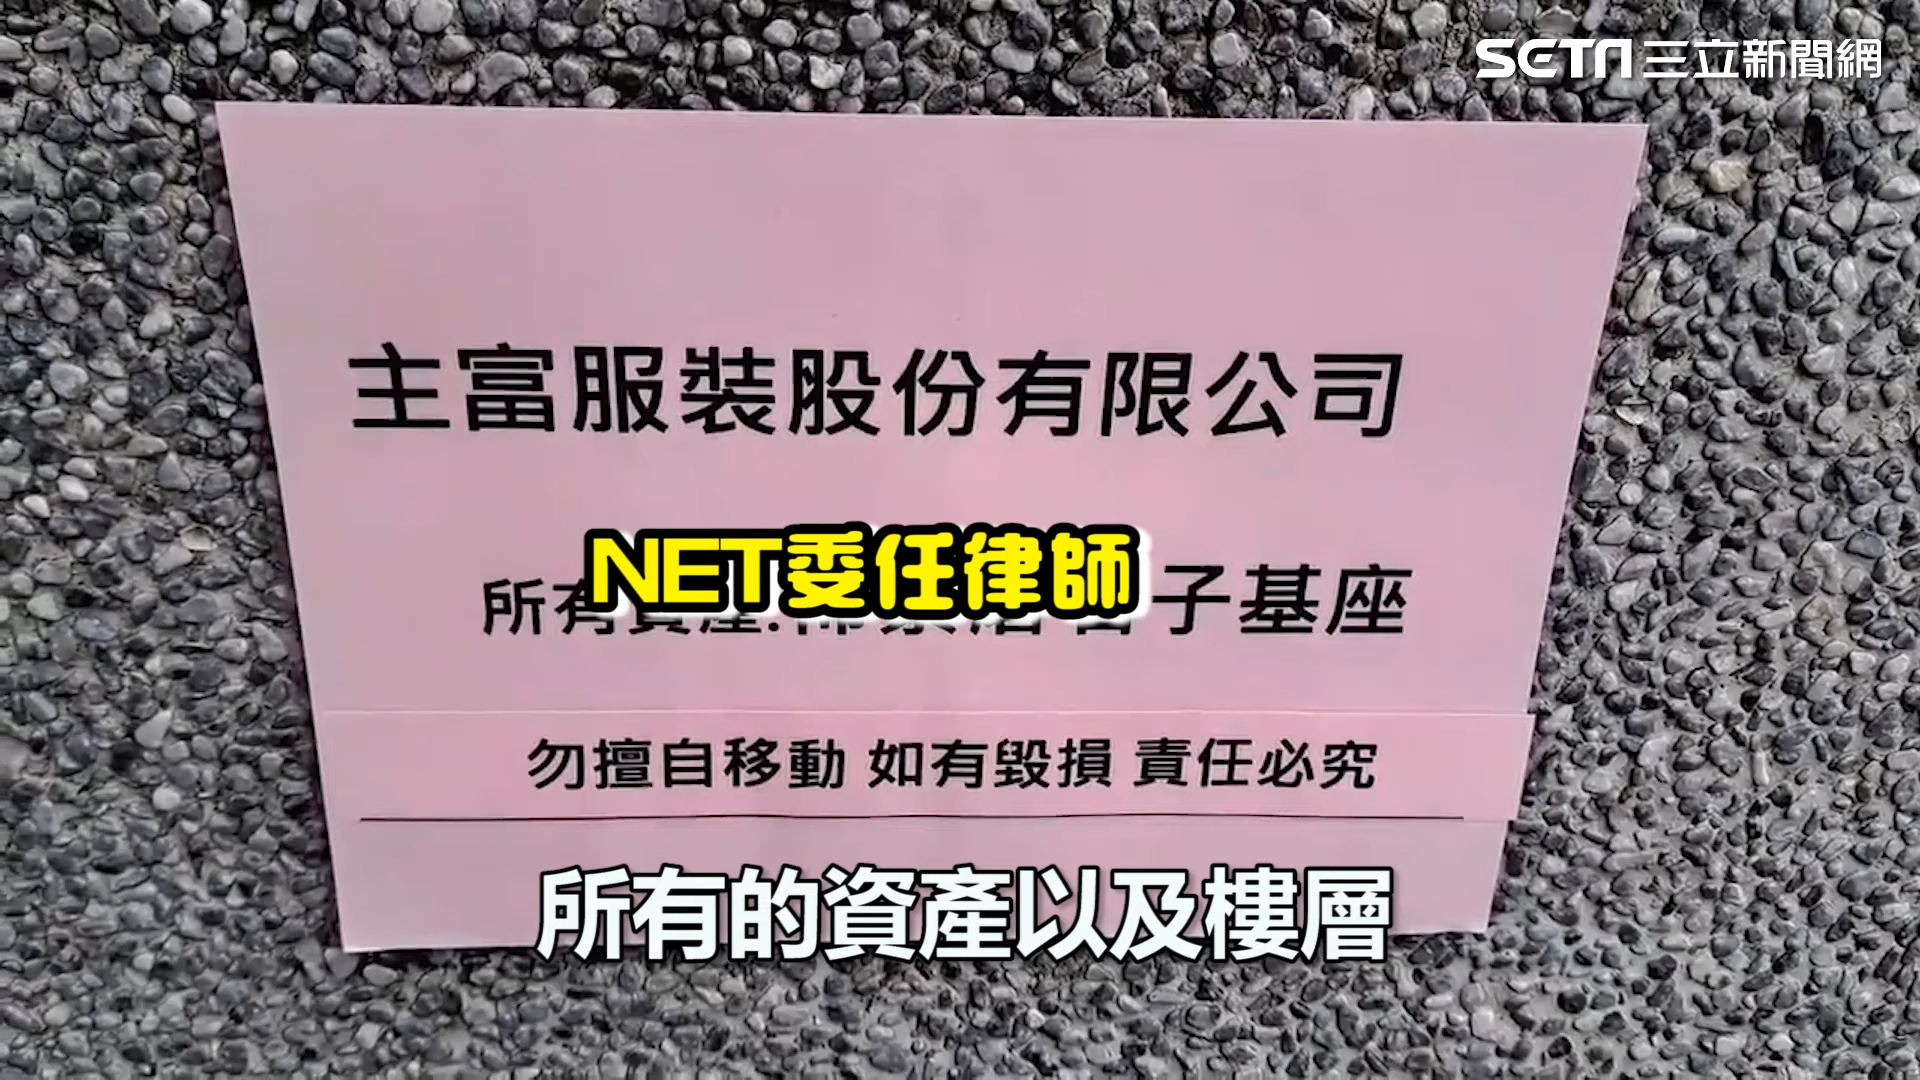 SETN三立新聞網
主富服裝股份有限公司
NET委任律師
所有資產:
子基座
勿擅自移動 如有毀損 責任必究
所有的資產以及樓層